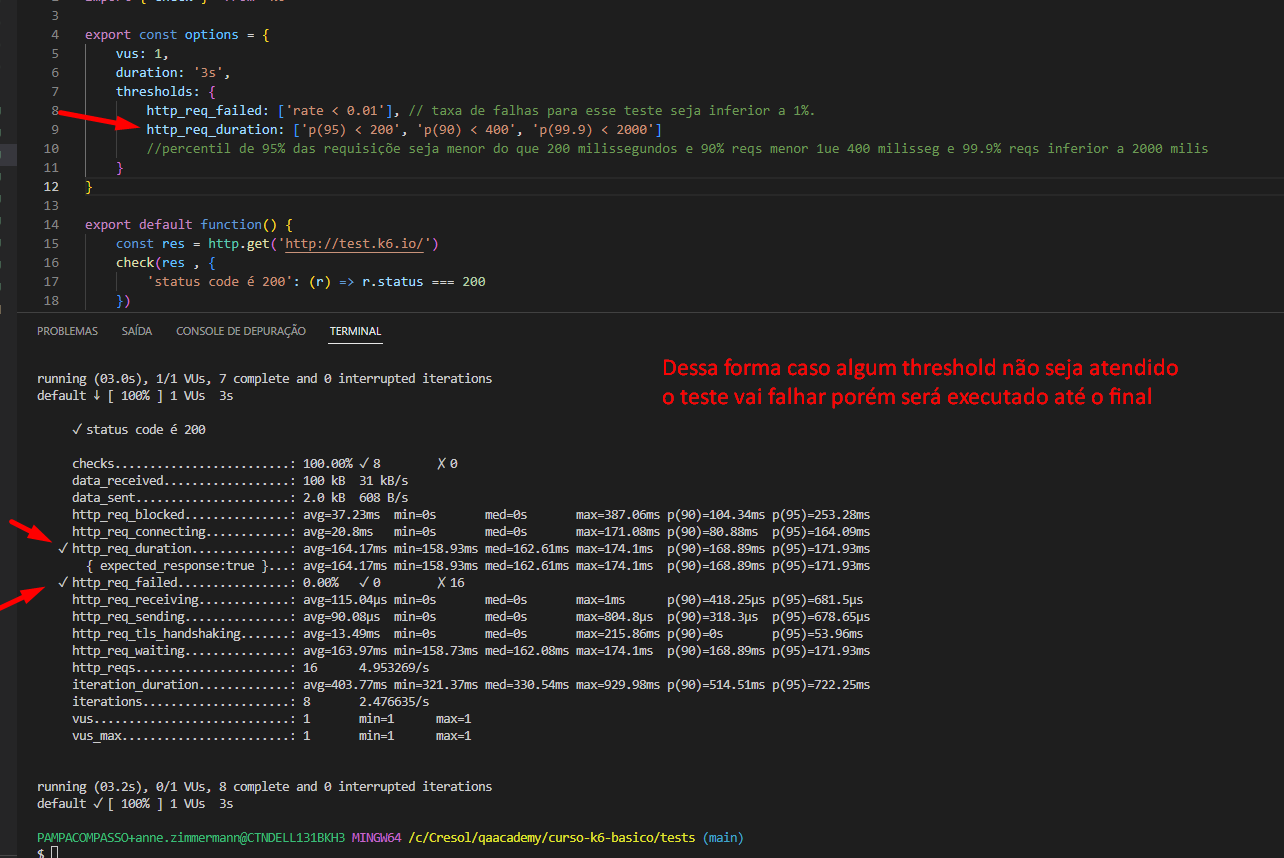 3
4 export const options = {
5 vus: 1,
6 duration: '3s',
7 thresholds: {
8 http_req_failed: ['rate < 0.01'], // taxa de falhas para esse teste seja inferior a 1%.
9 http_req_duration: ['p(95) < 200', 'p(90) < 400', 'p(99.9) < 2000']
10 //percentil de 95% das requisiçõe seja menor do que 200 milissegundos e 90% reqs menor 1ue 400 milisseg e 99.9% reqs inferior a 2000 milis
11 }
12 }
13
14 export default function() {
15 const res = http.get('http://test.k6.io/')
16 check(res , {
17 'status code é 200': (r) => r.status === 200
18 })
PROBLEMAS SAÍDA CONSOLE DE DEPURAÇÃO TERMINAL
Dessa forma caso algum threshold não seja atendido
o teste vai falhar porém será executado até o final
running (03.0s), 1/1 VUs, 7 complete and 0 interrupted iterations
default ↓ [ 100% ] 1 VUs 3s
✓ status code é 200
checks.........................: 100.00% ✓ 8 ✗ 0
data_received..................: 100 kB 31 kB/s
data_sent......................: 2.0 kB 608 B/s
http_req_blocked...............: avg=37.23ms min=0s med=0s max=387.06ms p(90)=104.34ms p(95)=253.28ms
http_req_connecting............: avg=20.8ms min=0s med=0s max=171.08ms p(90)=80.88ms p(95)=164.09ms
✓ http_req_duration..............: avg=164.17ms min=158.93ms med=162.61ms max=174.1ms p(90)=168.89ms p(95)=171.93ms
{ expected_response:true }...: avg=164.17ms min=158.93ms med=162.61ms max=174.1ms p(90)=168.89ms p(95)=171.93ms
✓ http_req_failed................: 0.00% ✓ 0 ✗ 16
http_req_receiving.............: avg=115.04µs min=0s med=0s max=1ms p(90)=418.25µs p(95)=681.5µs
http_req_sending...............: avg=90.08µs min=0s med=0s max=804.8µs p(90)=318.3µs p(95)=678.65µs
http_req_tls_handshaking.......: avg=13.49ms min=0s med=0s max=215.86ms p(90)=0s p(95)=53.96ms
http_req_waiting...............: avg=163.97ms min=158.73ms med=162.08ms max=174.1ms p(90)=168.89ms p(95)=171.93ms
http_reqs......................: 16 4.953269/s
iteration_duration.............: avg=403.77ms min=321.37ms med=330.54ms max=929.98ms p(90)=514.51ms p(95)=722.25ms
iterations.....................: 8 2.476635/s
vus............................: 1 min=1 max=1
vus_max........................: 1 min=1 max=1
running (03.2s), 0/1 VUs, 8 complete and 0 interrupted iterations
default ✓ [ 100% ] 1 VUs 3s
PAMPACOMPASSO+anne.zimmermann@CTNDELL131BKH3 MINGW64 /c/Cresol/qaacademy/curso-k6-basico/tests (main)
$